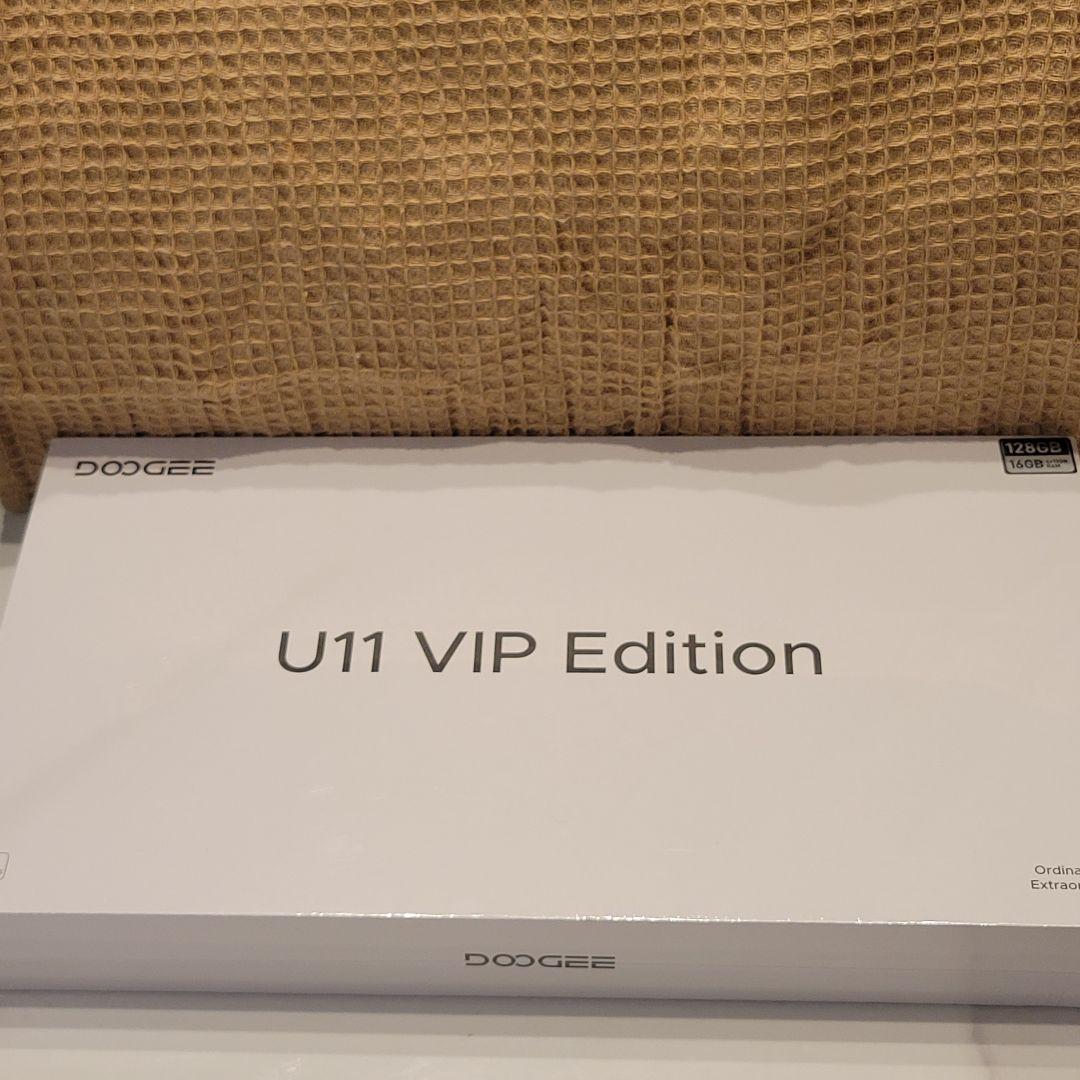 DOOGEE
128GB
16GB
U11 VIP Edition
DOOGEE